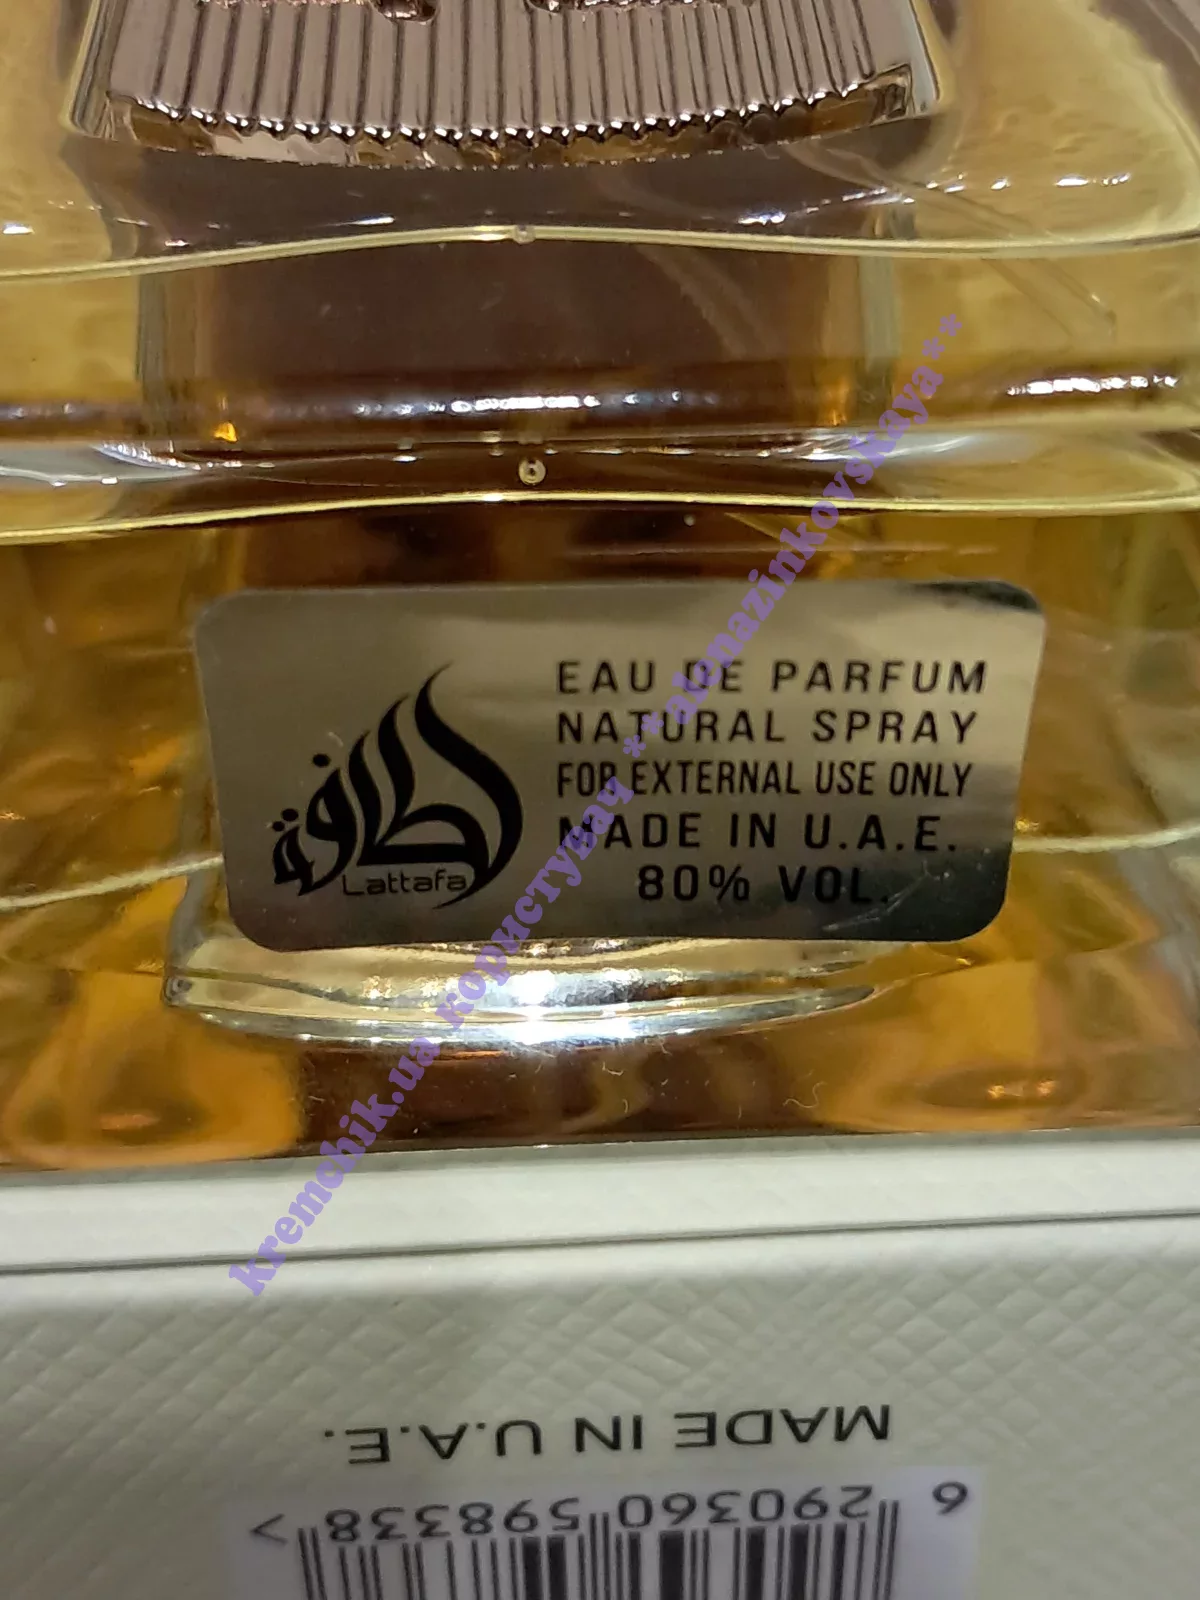 EAU DE PARFUM
NATURAL SPRAY
FOR EXTERNAL USE ONLY
MADE IN U.A.E.
80% VOL.
لطافة
Lattafa
kremchik.ua користувач **alenazinkovskaya**
MADE IN U.A.E.
6 290360 598338 >